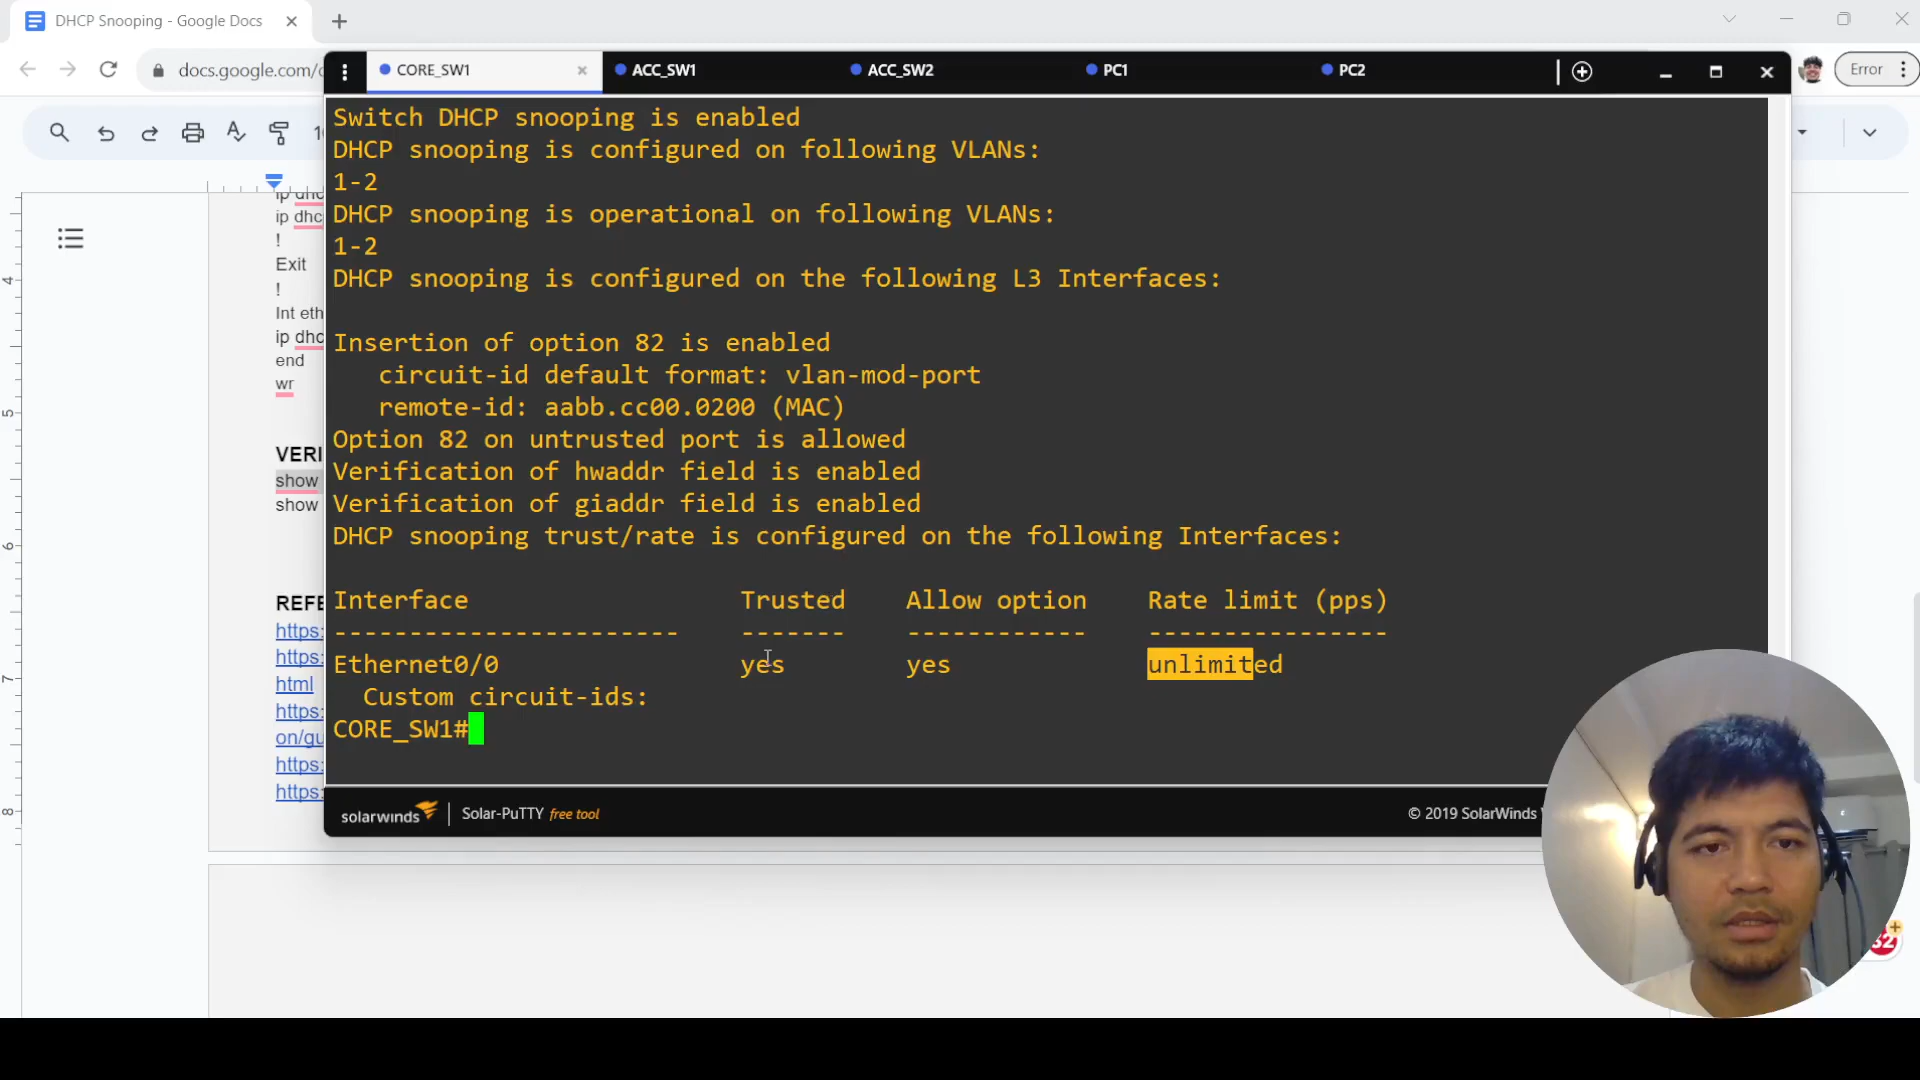 DHCP Snooping - Google Docs
docs.google.com/
Error
CORE_SW1
ACC_SW1
ACC_SW2
PC1
PC2
Switch DHCP snooping is enabled
DHCP snooping is configured on following VLANs:
1-2
DHCP snooping is operational on following VLANs:
1-2
DHCP snooping is configured on the following L3 Interfaces:
Insertion of option 82 is enabled
circuit-id default format: vlan-mod-port
remote-id: aabb.cc00.0200 (MAC)
Option 82 on untrusted port is allowed
Verification of hwaddr field is enabled
Verification of giaddr field is enabled
DHCP snooping trust/rate is configured on the following Interfaces:
Interface Trusted Allow option Rate limit (pps)
----------------------- ------- ------------ ----------------
Ethernet0/0 yes yes unlimited
Custom circuit-ids:
CORE_SW1#
solarwinds | Solar-PuTTY free tool
© 2019 SolarWinds
ip dhc
!
Exit
!
Int eth
ip dhc
end
wr
VERI
show
show
REFE
https:
https:
html
https:
on/gu
https:
https:
4
5
6
7
8
32